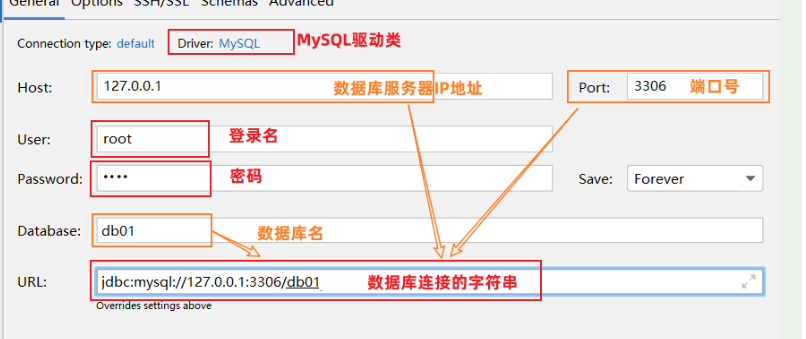 General Options SSH/SSL Schemas Advanced
Connection type: default Driver: MySQL MySQL驱动类
Host: 127.0.0.1 数据库服务器IP地址 Port: 3306 端口号
User: root 登录名
Password: •••• 密码 Save: Forever
Database: db01 数据库名
URL: jdbc:mysql://127.0.0.1:3306/db01 数据库连接的字符串
Overrides settings above